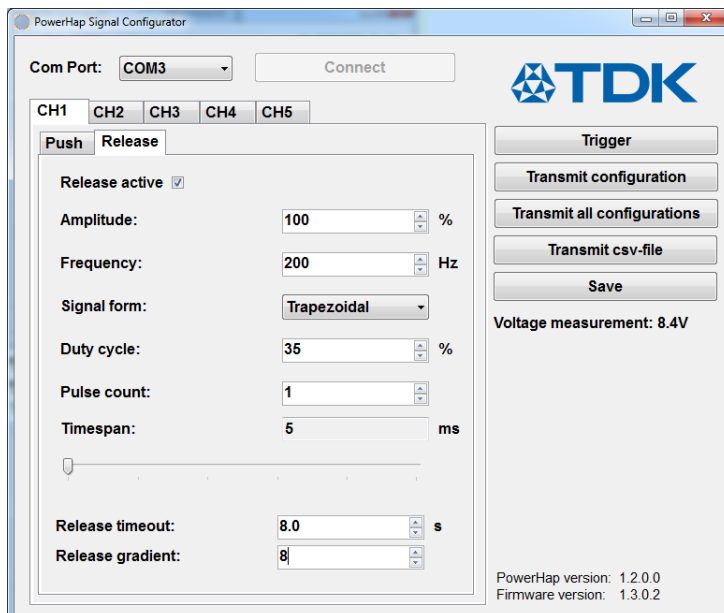 PowerHap Signal Configurator
Com Port: COM3 Connect
TDK
CH1 CH2 CH3 CH4 CH5
Push Release
Release active
Amplitude: 100 %
Frequency: 200 Hz
Signal form: Trapezoidal
Duty cycle: 35 %
Pulse count: 1
Timespan: 5 ms
Release timeout: 8.0 s
Release gradient: 8
Trigger
Transmit configuration
Transmit all configurations
Transmit csv-file
Save
Voltage measurement: 8.4V
PowerHap version: 1.2.0.0
Firmware version: 1.3.0.2